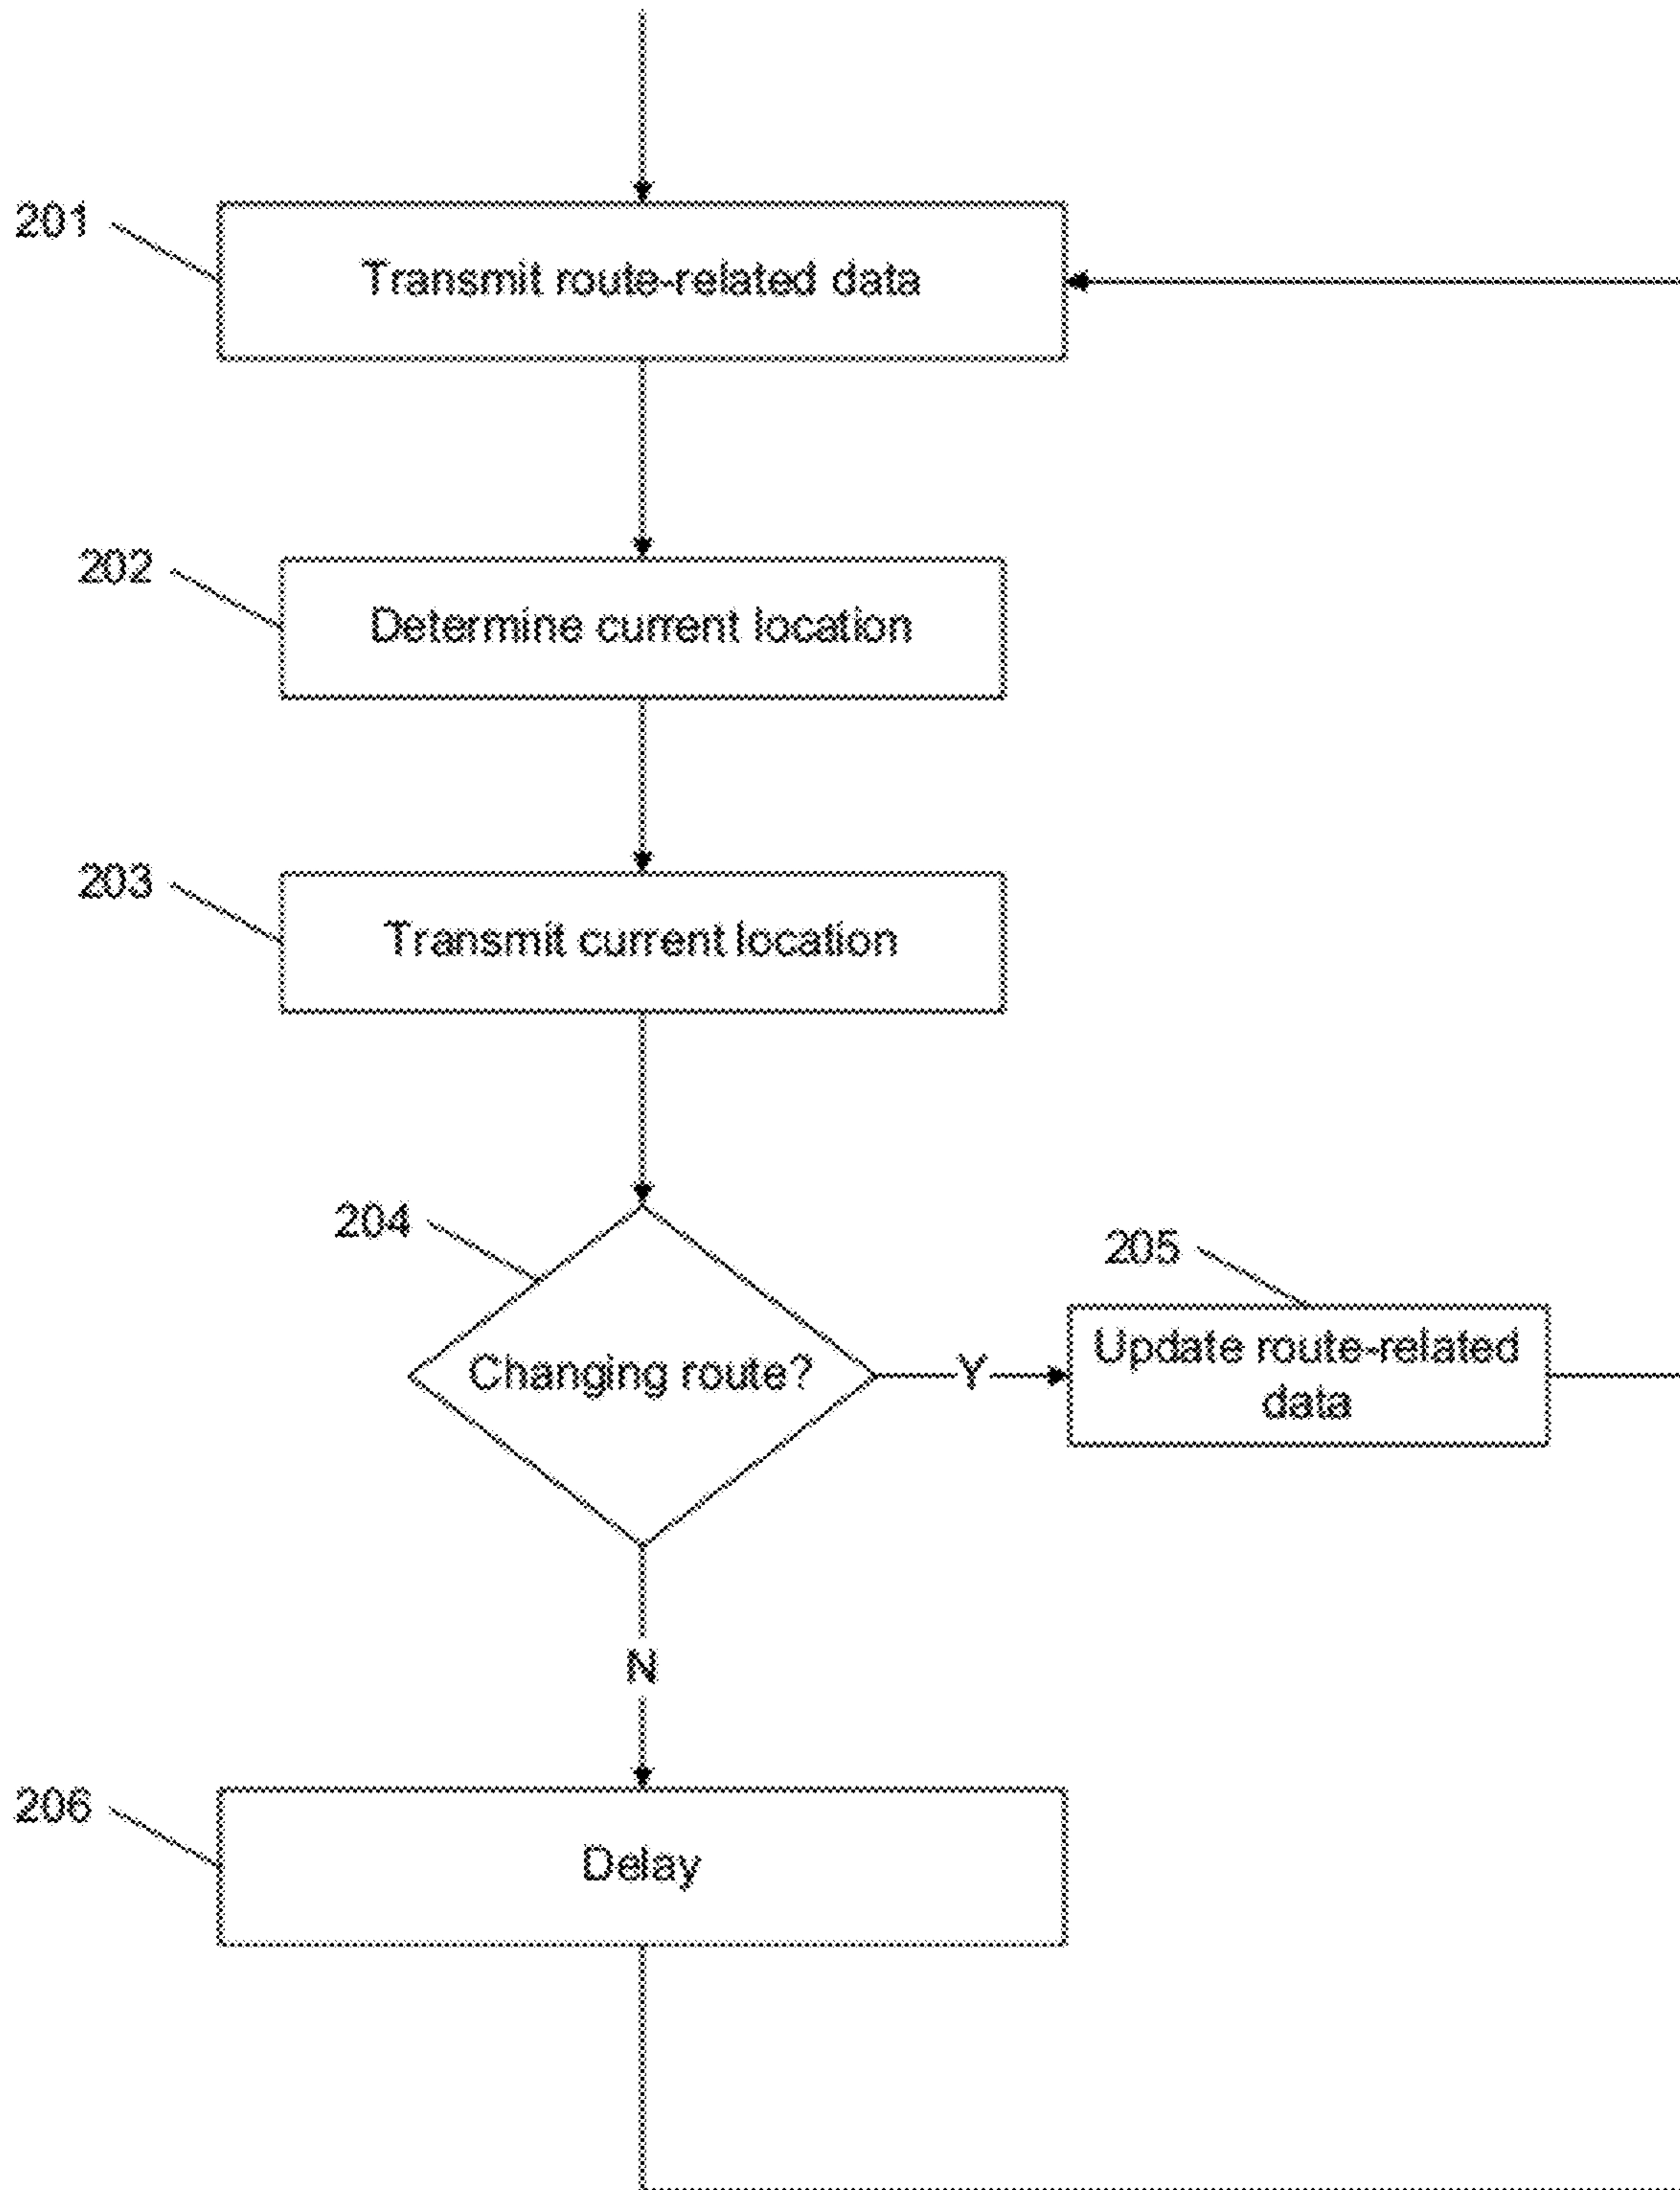 201
Transmit route-related data
202
Determine current location
203
Transmit current location
204
Changing route?
Y
205
Update route-related
data
N
206
Delay